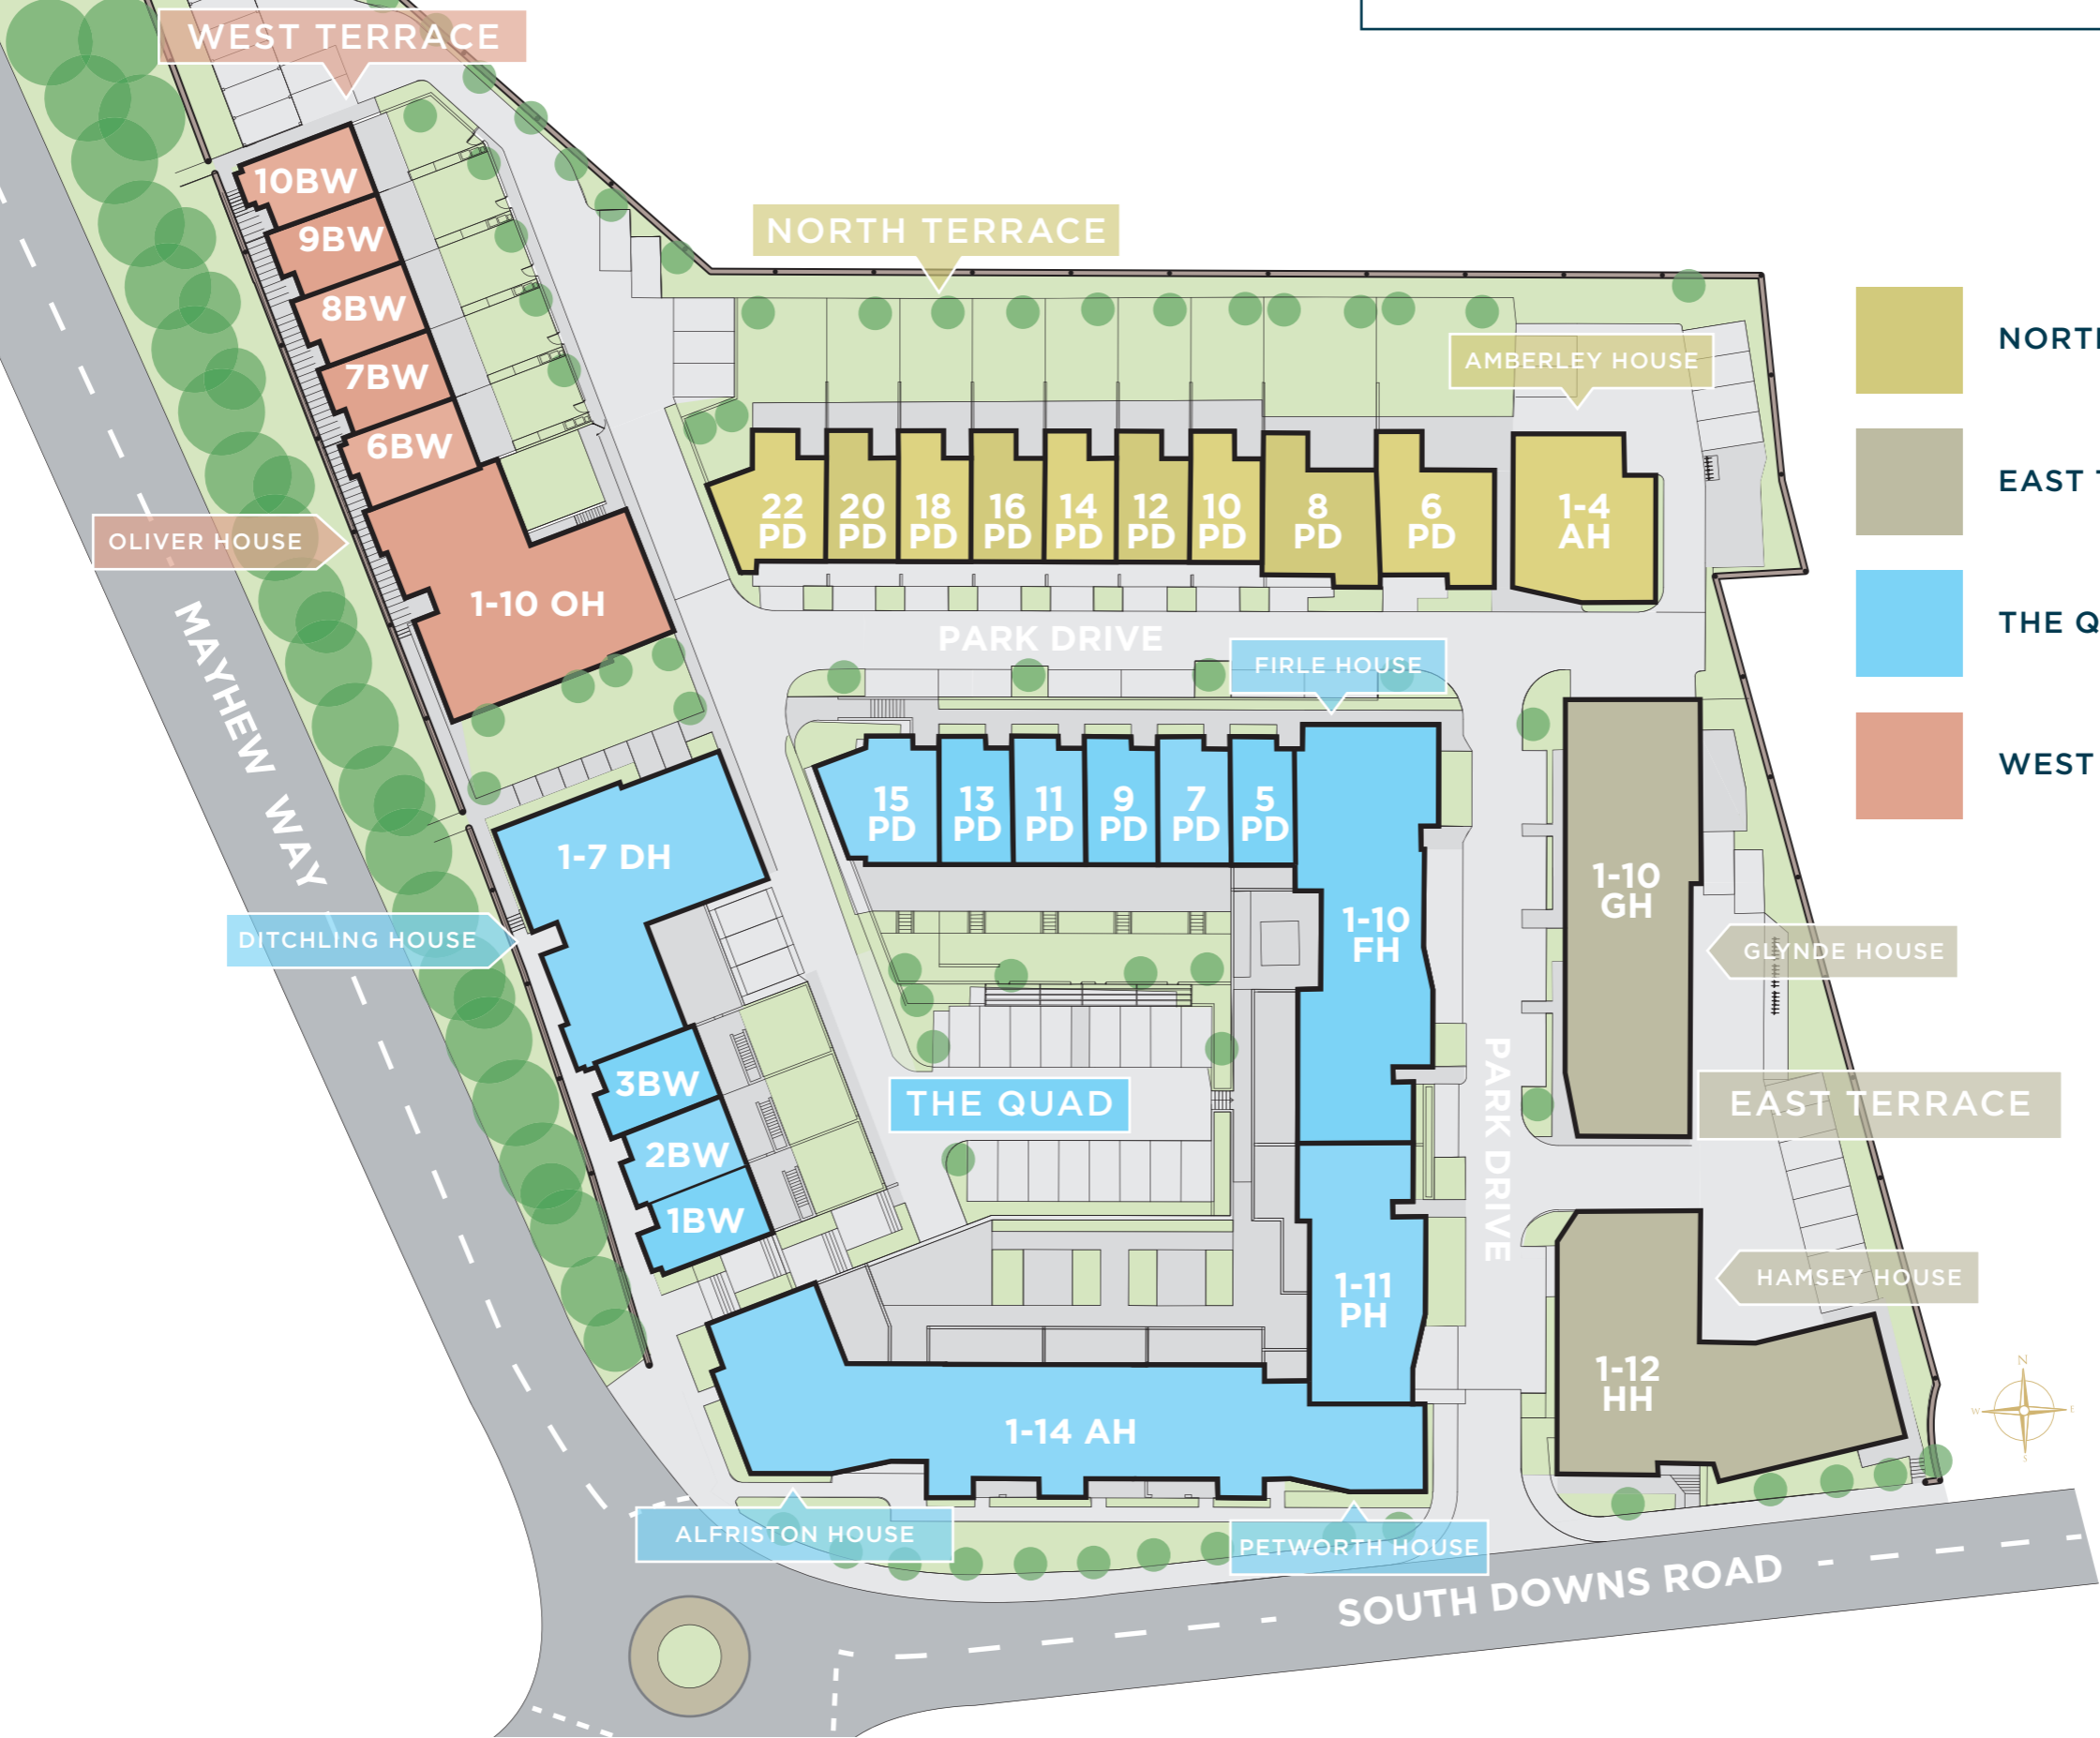 WEST TERRACE
10BW
9BW
8BW
7BW
6BW
OLIVER HOUSE
1-10 OH
NORTH TERRACE
AMBERLEY HOUSE
22
PD
20
PD
18
PD
16
PD
14
PD
12
PD
10
PD
8
PD
6
PD
1-4
AH
PARK DRIVE
FIRLE HOUSE
MAYHEW WAY
15
PD
13
PD
11
PD
9
PD
7
PD
5
PD
1-7 DH
DITCHLING HOUSE
1-10
FH
1-10
GH
GLYNDE HOUSE
3BW
2BW
1BW
THE QUAD
PARK DRIVE
EAST TERRACE
HAMSEY HOUSE
1-11
PH
1-12
HH
1-14 AH
ALFRISTON HOUSE
PETWORTH HOUSE
SOUTH DOWNS ROAD
EAST
THE
WEST
N
W
E
S